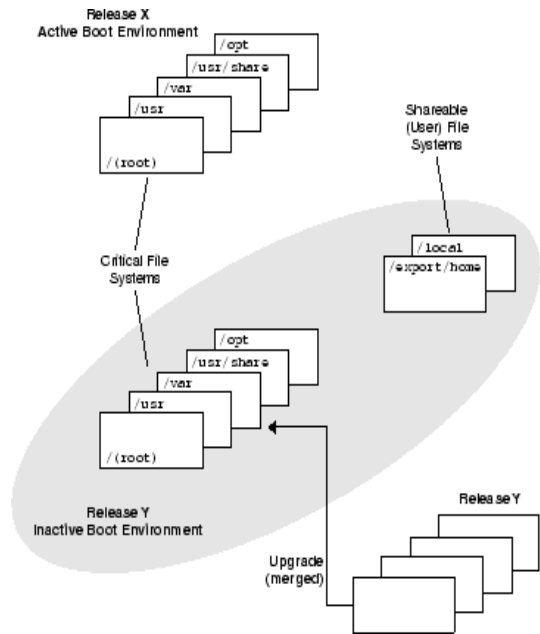 Release X
Active Boot Environment
/opt
/usr/share
/var
/usr
/(root)
Shareable
(User) File
Systems
/local
/export/home
Critical File
Systems
/opt
/usr/share
/var
/usr
/(root)
Release Y
Inactive Boot Environment
Release Y
Upgrade
(merged)